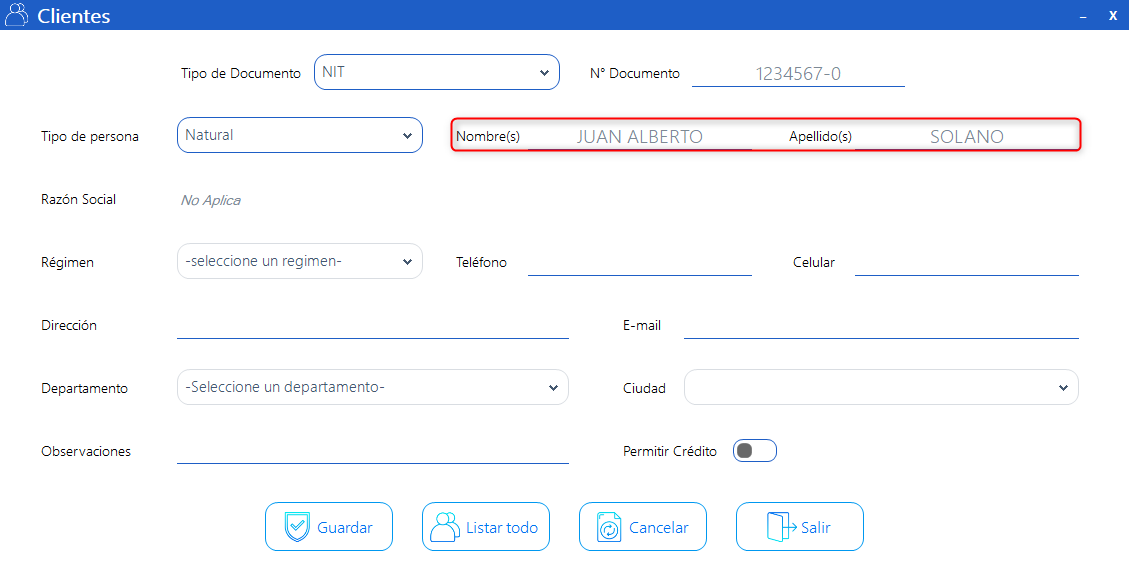 Clientes
Tipo de Documento NIT N° Documento 1234567-0
Tipo de persona Natural Nombre(s) JUAN ALBERTO Apellido(s) SOLANO
Razón Social No Aplica
Régimen -seleccione un regimen- Teléfono Celular
Dirección E-mail
Departamento -Seleccione un departamento- Ciudad
Observaciones Permitir Crédito
Guardar Listar todo Cancelar Salir